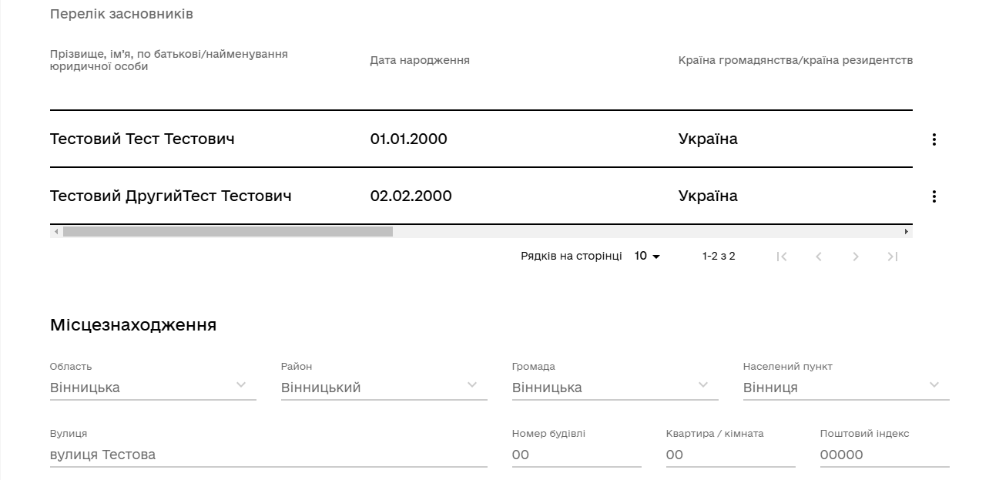 Перелік засновників
Прізвище, ім’я, по батькові/найменування
юридичної особи
Дата народження
Країна громадянства/країна резидентств
Тестовий Тест Тестович 01.01.2000 Україна
Тестовий ДругийТест Тестович 02.02.2000 Україна
Рядків на сторінці 10 1-2 з 2
Місцезнаходження
Область Район Громада Населений пункт
Вінницька Вінницький Вінницька Вінниця
Вулиця Номер будівлі Квартира / кімната Поштовий індекс
вулиця Тестова 00 00 00000